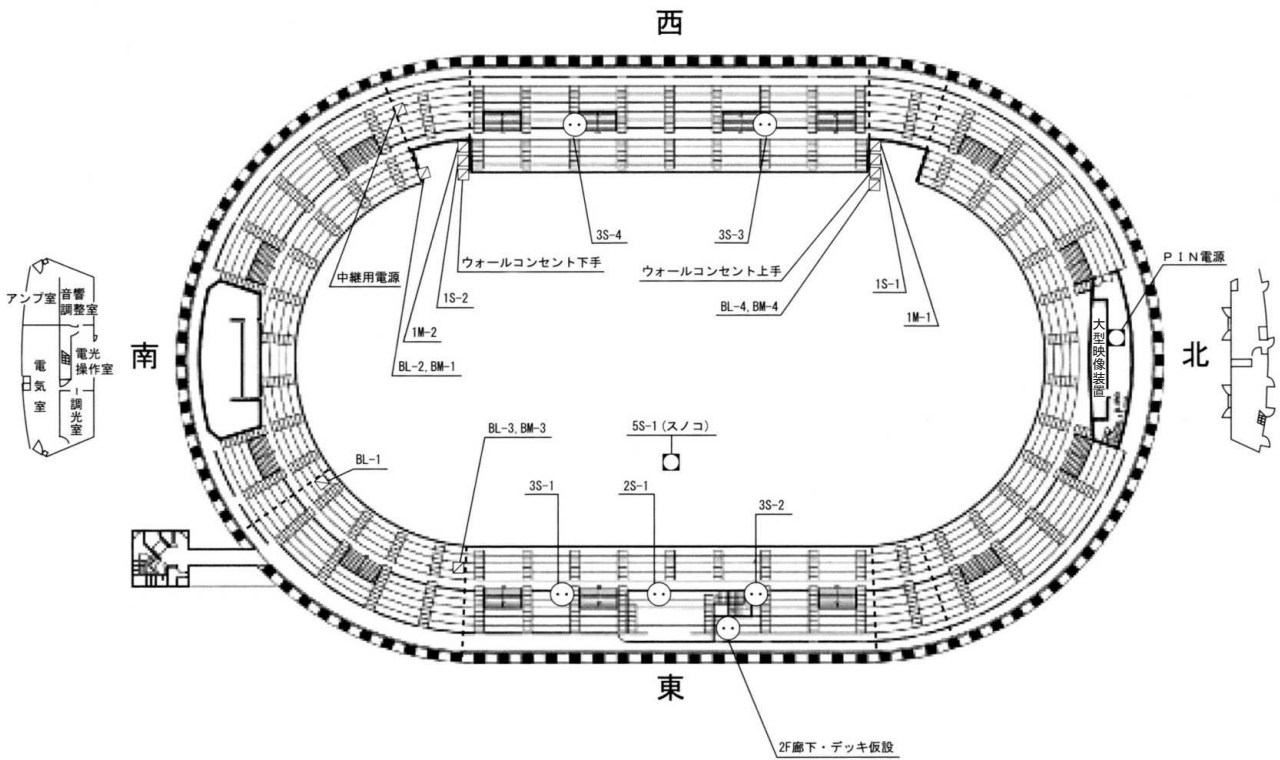 西
3S-4
3S-3
ウォールコンセント下手
ウォールコンセント上手
中継用電源
1S-2
1S-1
BL-4,BM-4
1M-2
1M-1
BL-2,BM-1
PIN電源
大型映像装置
アンプ室
音響
調整室
電光
操作室
電気室
調光室
南
北
BL-3,BM-3
5S-1(スノコ)
BL-1
3S-1
2S-1
3S-2
東
2F廊下・デッキ仮設